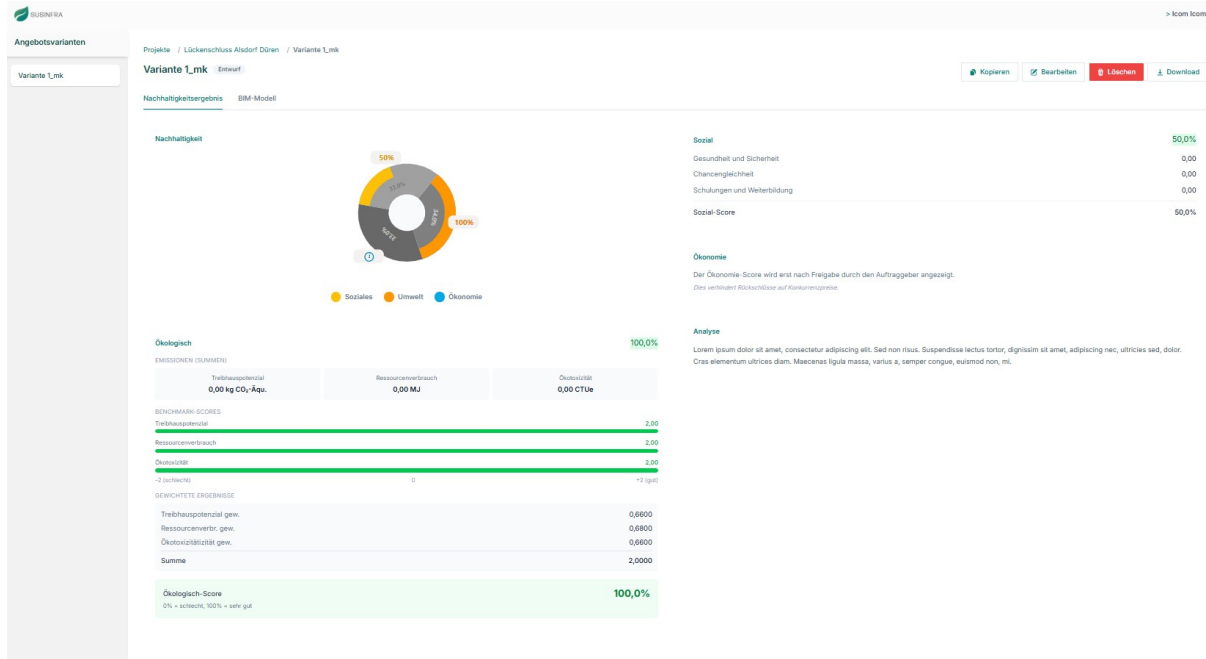 SUBINFRA
> Icom Icom
Angebotsvarianten
Variante 1_mk
Projekte / Lückenschluss Alsdorf Düren / Variante 1_mk
Variante 1_mk Entwurf
Kopieren Bearbeiten Löschen Download
Nachhaltigkeitsergebnis BIM-Modell
Nachhaltigkeit
50%
33.0%
34.0%
100%
33.0%
Soziales Umwelt Ökonomie
Ökologisch 100,0%
EMISSIONEN (SUMMEN)
Treibhauspotenzial Ressourcenverbrauch Ökotoxizität
0,00 kg CO₂-Äqu. 0,00 MJ 0,00 CTUe
BENCHMARK-SCORES
Treibhauspotenzial 2,00
Ressourcenverbrauch 2,00
Ökotoxizität 2,00
-2 (schlecht) 0 +2 (gut)
GEWICHTETE ERGEBNISSE
Treibhauspotenzial gew. 0,6600
Ressourcenverbr. gew. 0,6800
Ökotoxizitätizität gew. 0,6600
Summe 2,0000
Ökologisch-Score 100,0%
0% = schlecht, 100% = sehr gut
Sozial 50,0%
Gesundheit und Sicherheit 0,00
Chancengleichheit 0,00
Schulungen und Weiterbildung 0,00
Sozial-Score 50,0%
Ökonomie
Der Ökonomie-Score wird erst nach Freigabe durch den Auftraggeber angezeigt.
Dies verhindert Rückschlüsse auf Konkurrenzpreise.
Analyse
Lorem ipsum dolor sit amet, consectetur adipiscing elit. Sed non risus. Suspendisse lectus tortor, dignissim sit amet, adipiscing nec, ultricies sed, dolor.
Cras elementum ultrices diam. Maecenas ligula massa, varius a, semper congue, euismod non, mi.